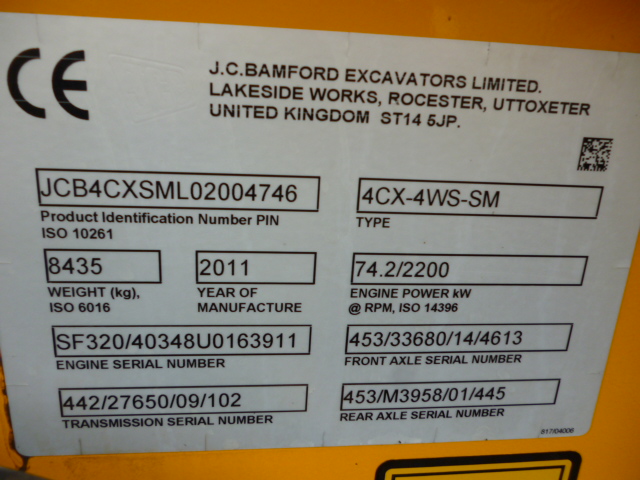 CE
J.C.BAMFORD EXCAVATORS LIMITED.
LAKESIDE WORKS, ROCESTER, UTTOXETER
UNITED KINGDOM ST14 5JP.
JCB4CXSML02004746
Product Identification Number PIN
ISO 10261
4CX-4WS-SM
TYPE
8435
WEIGHT (kg),
ISO 6016
2011
YEAR OF
MANUFACTURE
74.2/2200
ENGINE POWER kW
@ RPM, ISO 14396
SF320/40348U0163911
ENGINE SERIAL NUMBER
453/33680/14/4613
FRONT AXLE SERIAL NUMBER
442/27650/09/102
TRANSMISSION SERIAL NUMBER
453/M3958/01/445
REAR AXLE SERIAL NUMBER
817/04006